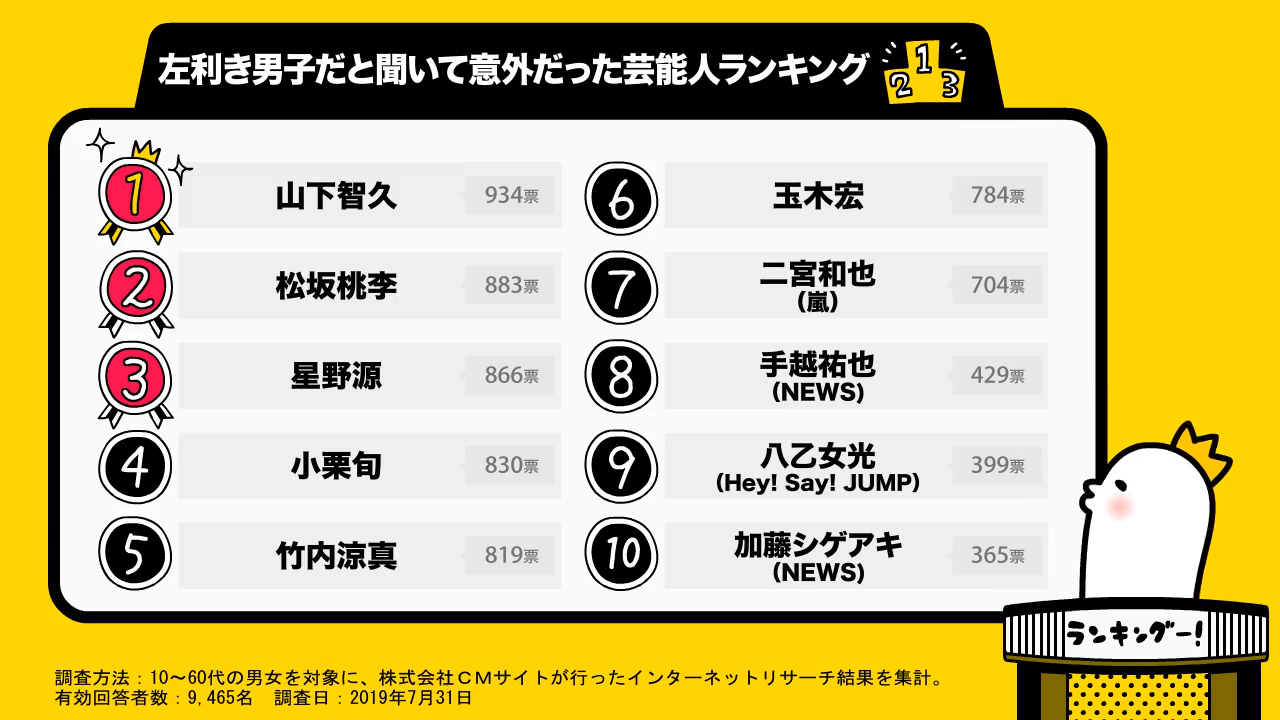 左利き男子だと聞いて意外だった芸能人ランキング
1 2 3
1 山下智久 934票
2 松坂桃李 883票
3 星野源 866票
4 小栗旬 830票
5 竹内涼真 819票
6 玉木宏 784票
7 二宮和也 704票
(嵐)
8 手越祐也 429票
(NEWS)
9 八乙女光 399票
(Hey! Say! JUMP)
10 加藤シゲアキ 365票
(NEWS)
ランキングー!
調査方法：10〜60代の男女を対象に、株式会社ＣＭサイトが行ったインターネットリサーチ結果を集計。
有効回答者数：9,465名　調査日：2019年7月31日